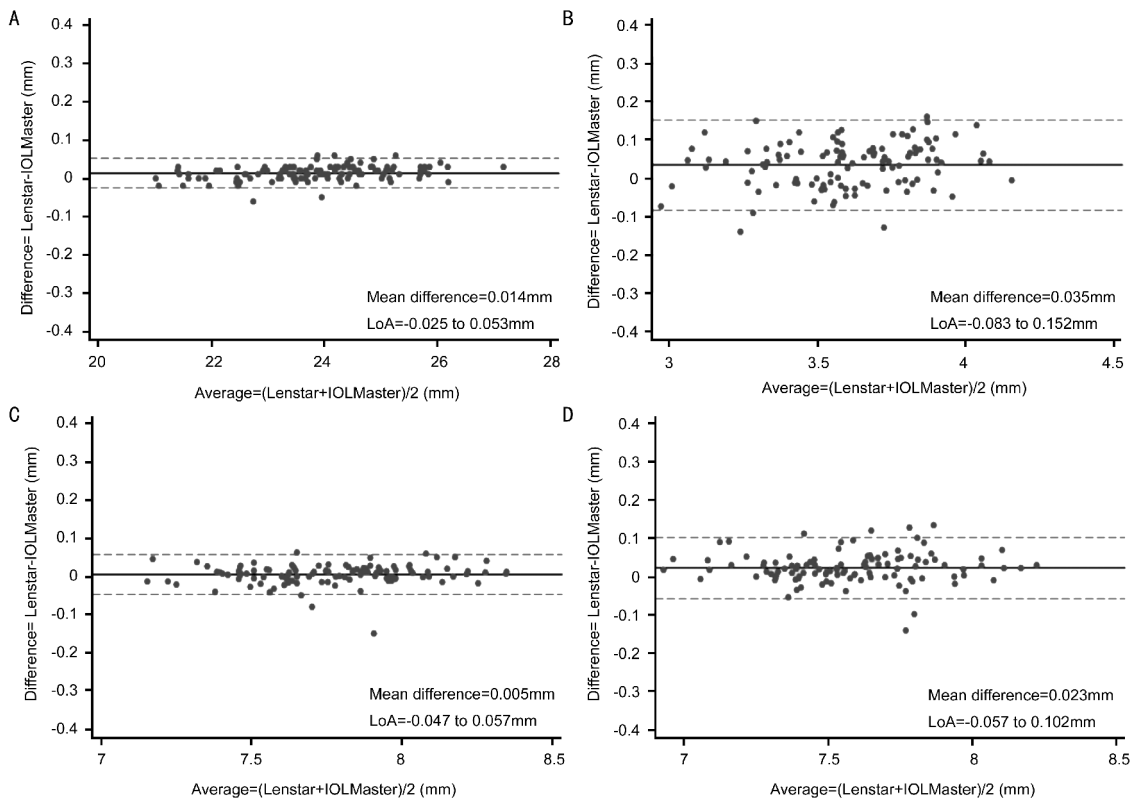 A
0.4
0.3
0.2
0.1
0
-0.1
-0.2
-0.3
-0.4
Difference= Lenstar-IOLMaster (mm)
Mean difference=0.014mm
LoA=-0.025 to 0.053mm
20 22 24 26 28
Average=(Lenstar+IOLMaster)/2 (mm)
B
0.4
0.3
0.2
0.1
0
-0.1
-0.2
-0.3
-0.4
Difference= Lenstar-IOLMaster (mm)
Mean difference=0.035mm
LoA=-0.083 to 0.152mm
3 3.5 4 4.5
Average=(Lenstar+IOLMaster)/2 (mm)
C
0.4
0.3
0.2
0.1
0
-0.1
-0.2
-0.3
-0.4
Difference= Lenstar-IOLMaster (mm)
Mean difference=0.005mm
LoA=-0.047 to 0.057mm
7 7.5 8 8.5
Average=(Lenstar+IOLMaster)/2 (mm)
D
0.4
0.3
0.2
0.1
0
-0.1
-0.2
-0.3
-0.4
Difference= Lenstar-IOLMaster (mm)
Mean difference=0.023mm
LoA=-0.057 to 0.102mm
7 7.5 8 8.5
Average=(Lenstar+IOLMaster)/2 (mm)